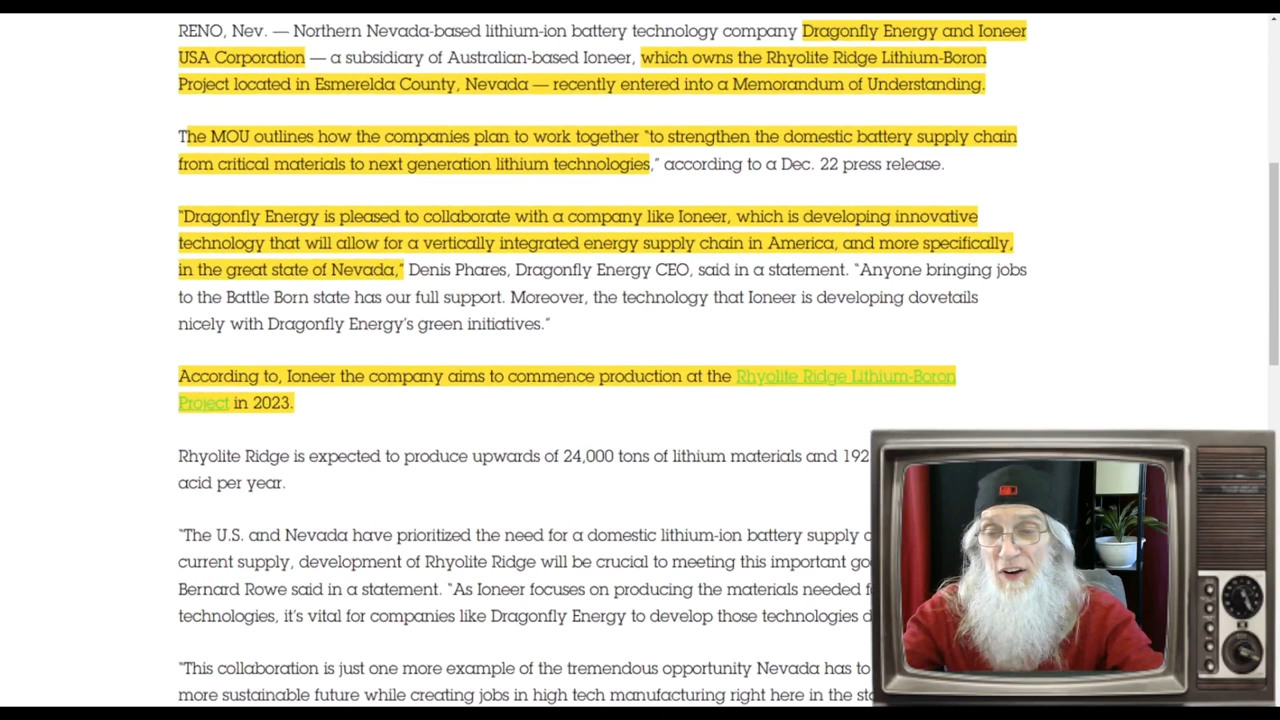 RENO, Nev. — Northern Nevada-based lithium-ion battery technology company Dragonfly Energy and Ioneer
USA Corporation — a subsidiary of Australian-based Ioneer, which owns the Rhyolite Ridge Lithium-Boron
Project located in Esmerelda County, Nevada — recently entered into a Memorandum of Understanding.
The MOU outlines how the companies plan to work together “to strengthen the domestic battery supply chain
from critical materials to next generation lithium technologies,” according to a Dec. 22 press release.
“Dragonfly Energy is pleased to collaborate with a company like Ioneer, which is developing innovative
technology that will allow for a vertically integrated energy supply chain in America, and more specifically,
in the great state of Nevada,” Denis Phares, Dragonfly Energy CEO, said in a statement. “Anyone bringing jobs
to the Battle Born state has our full support. Moreover, the technology that Ioneer is developing dovetails
nicely with Dragonfly Energy’s green initiatives.”
According to, Ioneer the company aims to commence production at the Rhyolite Ridge Lithium-Boron
Project in 2023.
Rhyolite Ridge is expected to produce upwards of 24,000 tons of lithium materials and 192
acid per year.
“The U.S. and Nevada have prioritized the need for a domestic lithium-ion battery supply
current supply, development of Rhyolite Ridge will be crucial to meeting this important
Bernard Rowe said in a statement. “As Ioneer focuses on producing the materials needed
technologies, it’s vital for companies like Dragonfly Energy to develop those technologies
“This collaboration is just one more example of the tremendous opportunity Nevada has to
more sustainable future while creating jobs in high tech manufacturing right here in the